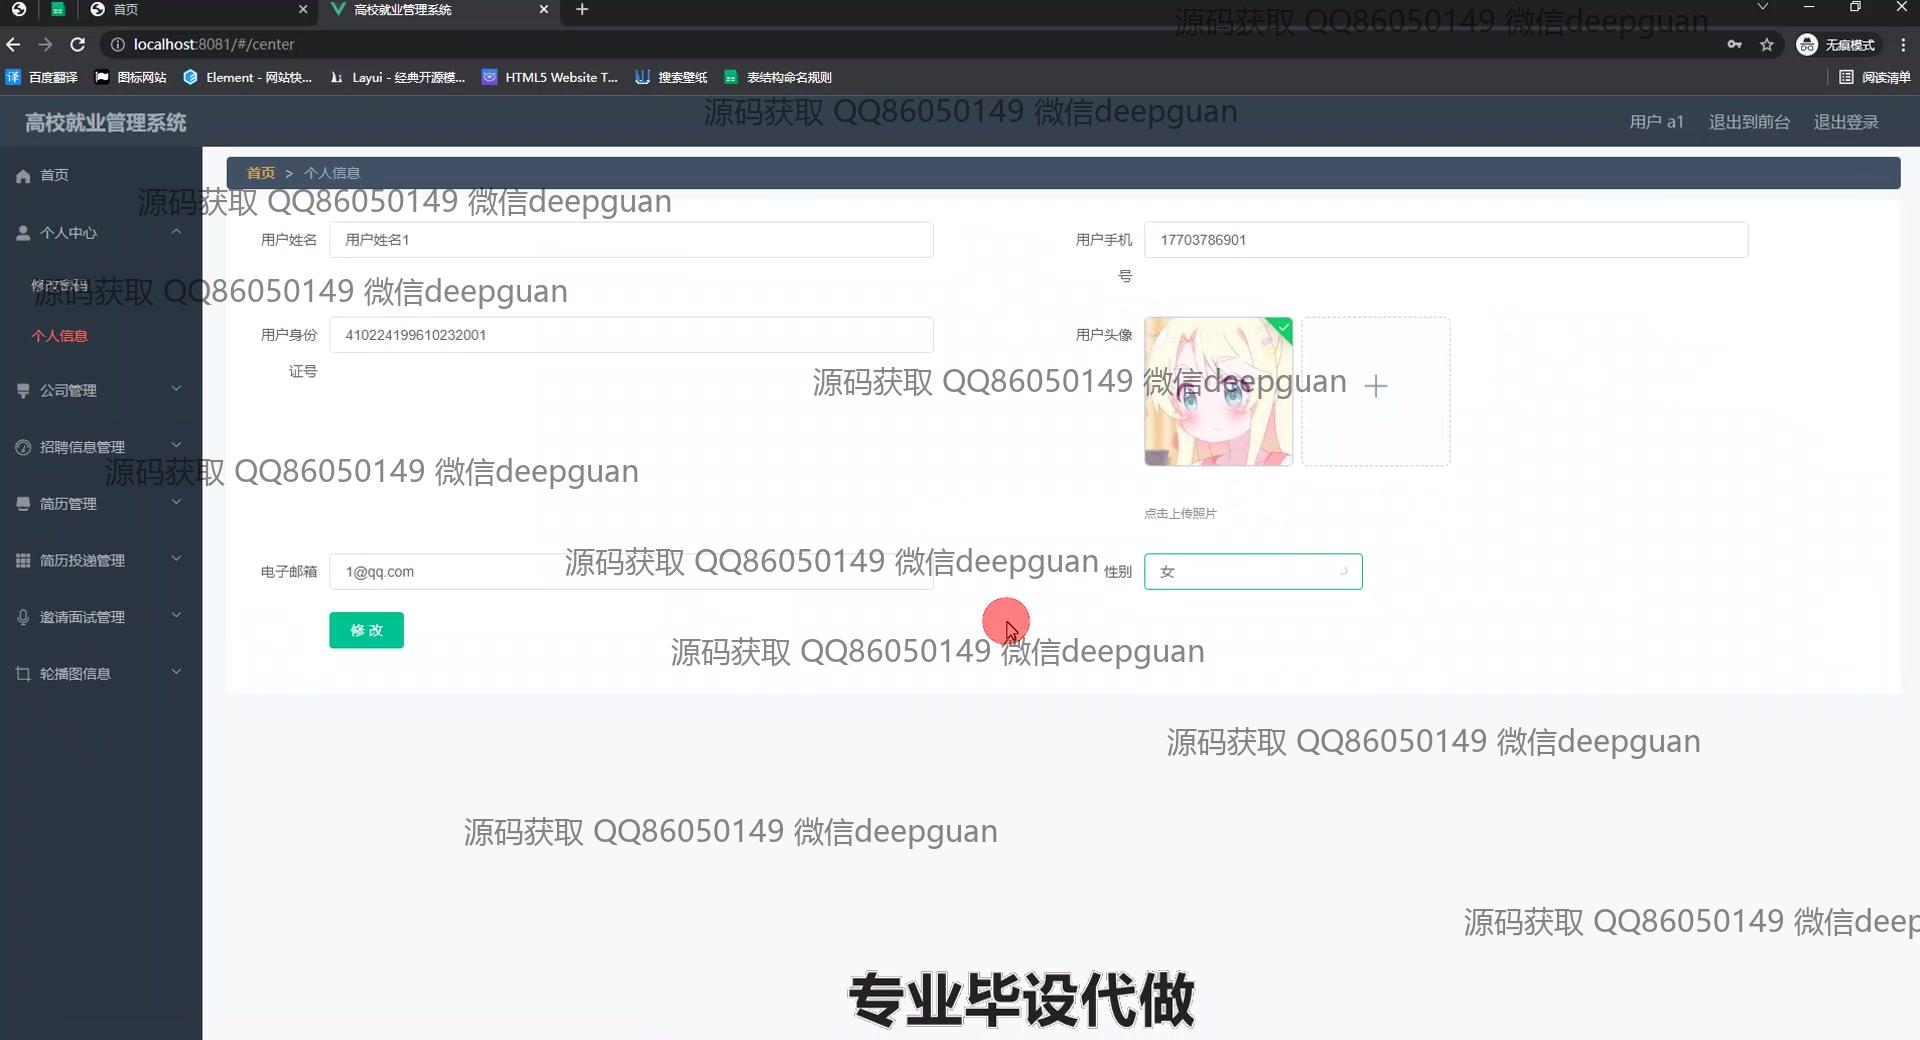 首页
高校就业管理系统
源码获取 QQ86050149 微信deepguan
localhost:8081/#/center
无痕模式
百度翻译
图标网站
Element - 网站快...
Layui - 经典开源模...
HTML5 Website T...
搜索壁纸
表结构命名规则
阅读清单
高校就业管理系统
源码获取 QQ86050149 微信deepguan
用户 a1
退出到前台
退出登录
首页
首页 > 个人信息
源码获取 QQ86050149 微信deepguan
个人中心
用户姓名
用户姓名1
用户手机
号
17703786901
修改密码
源码获取 QQ86050149 微信deepguan
个人信息
用户身份
证号
410224199610232001
用户头像
公司管理
源码获取 QQ86050149 微信deepguan
招聘信息管理
源码获取 QQ86050149 微信deepguan
简历管理
点击上传照片
简历投递管理
电子邮箱
1@qq.com
源码获取 QQ86050149 微信deepguan
性别
女
邀请面试管理
修 改
源码获取 QQ86050149 微信deepguan
轮播图信息
源码获取 QQ86050149 微信deepguan
源码获取 QQ86050149 微信deepguan
源码获取 QQ86050149 微信deep
专业毕设代做